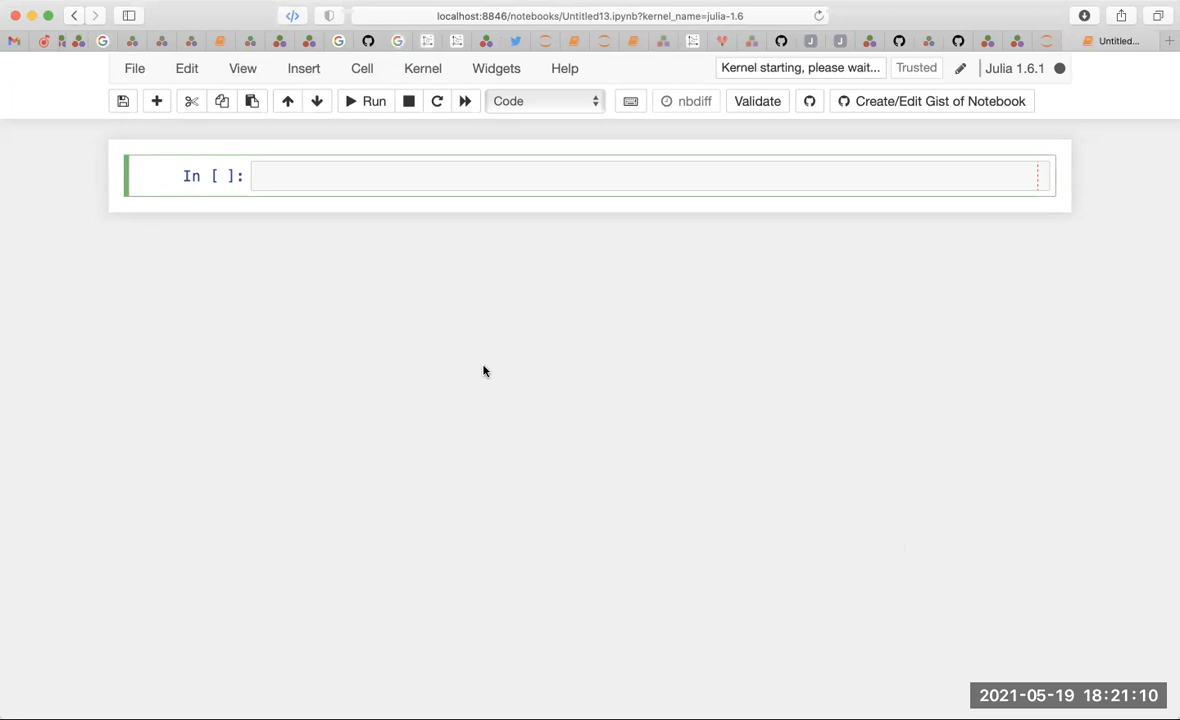 localhost:8846/notebooks/Untitled13.ipynb?kernel_name=julia-1.6
Untitled...
File Edit View Insert Cell Kernel Widgets Help Kernel starting, please wait... Trusted Julia 1.6.1
Run Code nbdiff Validate Create/Edit Gist of Notebook
In [ ]:
2021-05-19 18:21:10